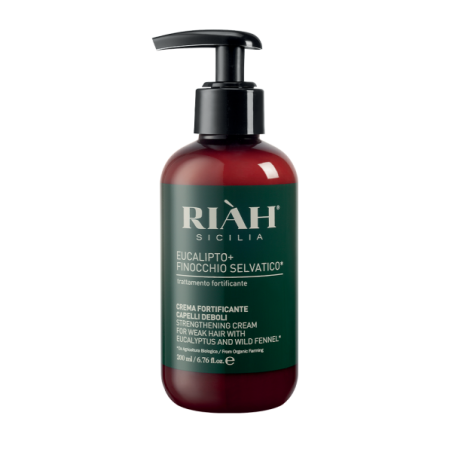 RIÀH®
SICILIA
EUCALIPTO+
FINOCCHIO SELVATICO*
trattamento fortificante
CREMA FORTIFICANTE
CAPELLI DEBOLI
STRENGTHENING CREAM
FOR WEAK HAIR WITH
EUCALYPTUS AND WILD FENNEL*
*da Agricoltura Biologica / From Organic Farming
200 ml / 6.76 fl. oz. ℮